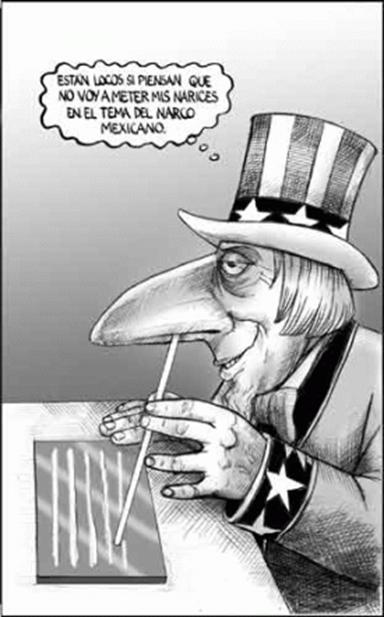 ESTÁN LOCOS SI PIENSAN QUE
NO VOY A METER MIS NARICES
EN EL TEMA DEL NARCO
MEXICANO.